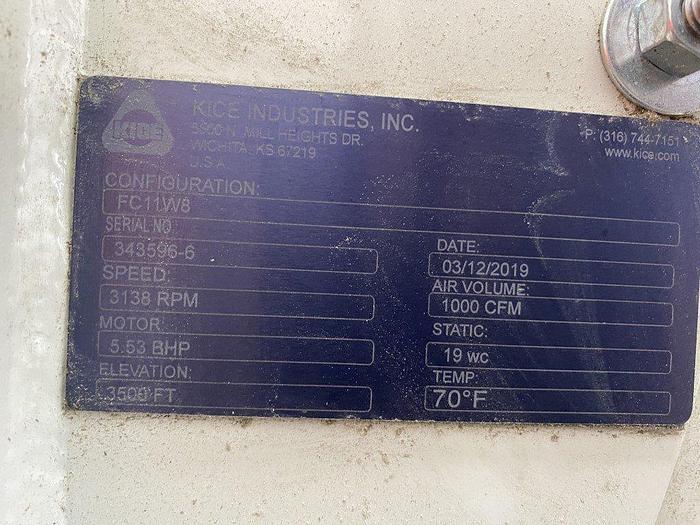 KICE
KICE INDUSTRIES, INC.
5500 N. MILL HEIGHTS DR.
WICHITA, KS 67219
U.S.A
P: (316) 744-7151
www.kice.com
CONFIGURATION:
FC11W8
SERIAL NO
343596-6
DATE:
03/12/2019
SPEED:
3138 RPM
AIR VOLUME:
1000 CFM
MOTOR:
5.53 BHP
STATIC:
19 WC
ELEVATION:
3500 FT
TEMP:
70°F